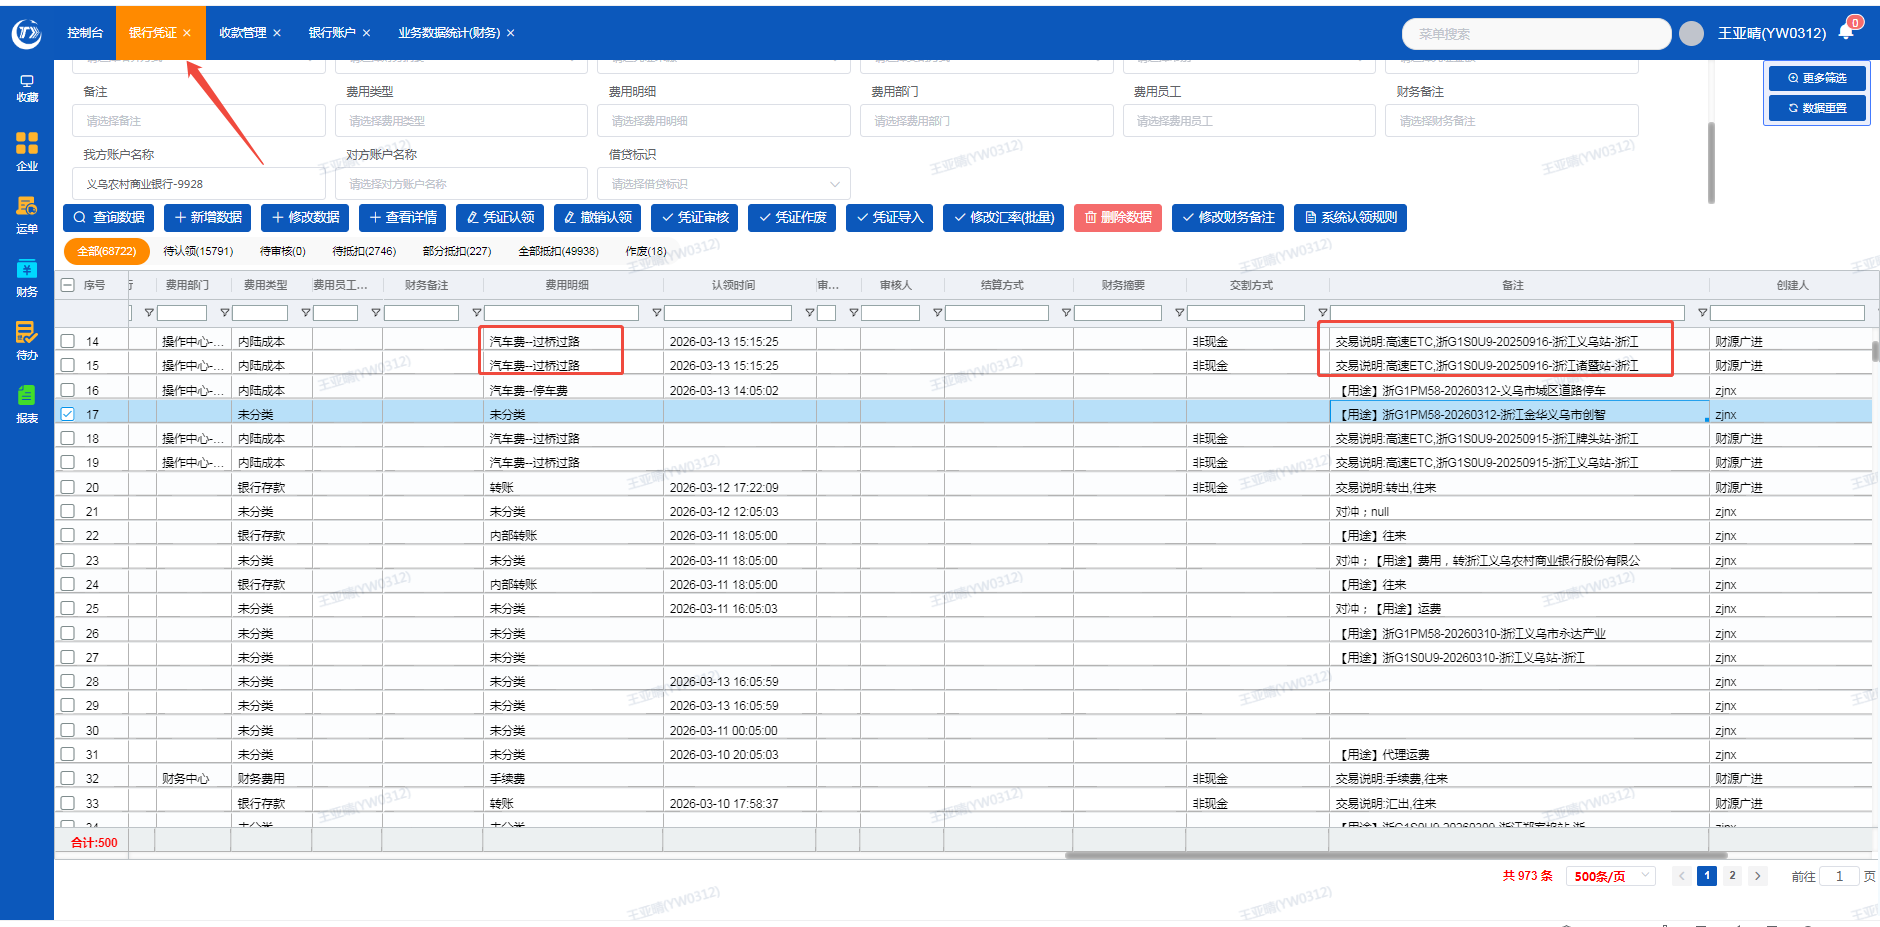 控制台 银行凭证 × 收款管理 × 银行账户 × 业务数据统计(财务) × 菜单搜索 王亚晴(YW0312) 0
收藏
企业
运单
财务
待办
报表
更多筛选
数据重置
备注 费用类型 费用明细 费用部门 费用员工 财务备注
请选择备注 请选择费用类型 请选择费用明细 请选择费用部门 请选择费用员工 请选择财务备注
我方账户名称 对方账户名称 借贷标识
义乌农村商业银行-9928 请选择对方账户名称 请选择借贷标识
查询数据 新增数据 修改数据 查看详情 凭证认领 撤销认领 凭证审核 凭证作废 凭证导入 修改汇率(批量) 删除数据 修改财务备注 系统认领规则
全部(68722) 待认领(15791) 待审核(0) 待抵扣(2746) 部分抵扣(227) 全部抵扣(49938) 作废(18)
序号 费用部门 费用类型 费用员工... 财务备注 费用明细 认领时间 审... 审核人 结算方式 财务摘要 交割方式 备注 创建人
14 操作中心-... 内陆成本 汽车费--过桥过路 2026-03-13 15:15:25 非现金 交易说明:高速ETC,浙G1S0U9-20250916-浙江义乌站-浙江 财源广进
15 操作中心-... 内陆成本 汽车费--过桥过路 2026-03-13 15:15:25 非现金 交易说明:高速ETC,浙G1S0U9-20250916-浙江诸暨站-浙江 财源广进
16 操作中心-... 内陆成本 汽车费--停车费 2026-03-13 14:05:02 【用途】浙G1PM58-20260312-义乌市城区道路停车 zjnx
17 未分类 未分类 【用途】浙G1PM58-20260312-浙江金华义乌市创智 zjnx
18 操作中心-... 内陆成本 汽车费--过桥过路 非现金 交易说明:高速ETC,浙G1S0U9-20250915-浙江牌头站-浙江 财源广进
19 操作中心-... 内陆成本 汽车费--过桥过路 非现金 交易说明:高速ETC,浙G1S0U9-20250915-浙江义乌站-浙江 财源广进
20 银行存款 转账 2026-03-12 17:22:09 非现金 交易说明:转出,往来 财源广进
21 未分类 未分类 2026-03-12 12:05:03 对冲；null zjnx
22 银行存款 内部转账 2026-03-11 18:05:00 【用途】往来 zjnx
23 未分类 未分类 2026-03-11 18:05:00 对冲；【用途】费用，转浙江义乌农村商业银行股份有限公 zjnx
24 银行存款 内部转账 2026-03-11 18:05:00 【用途】往来 zjnx
25 未分类 未分类 2026-03-11 16:05:03 对冲；【用途】运费 zjnx
26 未分类 未分类 【用途】浙G1PM58-20260310-浙江义乌市永达产业 zjnx
27 未分类 未分类 【用途】浙G1S0U9-20260310-浙江义乌站-浙江 zjnx
28 未分类 未分类 2026-03-13 16:05:59 zjnx
29 未分类 未分类 2026-03-13 16:05:59 zjnx
30 未分类 未分类 2026-03-11 00:05:00 zjnx
31 未分类 未分类 2026-03-10 20:05:03 【用途】代理运费 zjnx
32 财务中心 财务费用 手续费 非现金 交易说明:手续费,往来 财源广进
33 银行存款 转账 2026-03-10 17:58:37 非现金 交易说明:汇出,往来 财源广进
合计:500
共 973 条 500条/页 1 2 前往 1 页
王亚晴(YW0312)